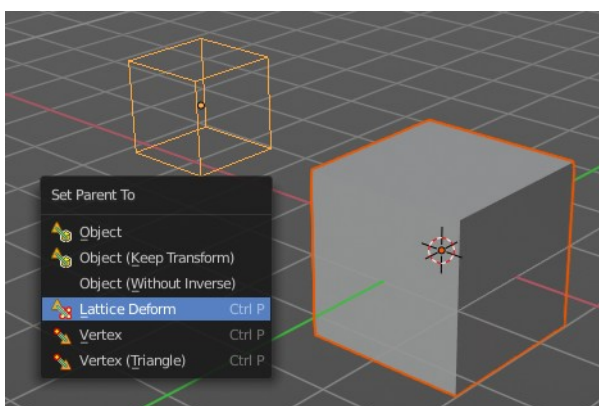 Set Parent To
Object
Object (Keep Transform)
Object (Without Inverse)
Lattice Deform Ctrl P
Vertex Ctrl P
Vertex (Triangle) Ctrl P